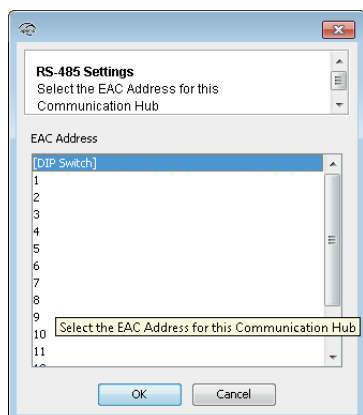 APERIO
RS-485 Settings
Select the EAC Address for this
Communication Hub
EAC Address
[DIP Switch]
1
2
3
4
5
6
7
8
9
Select the EAC Address for this Communication Hub
10
11
OK
Cancel